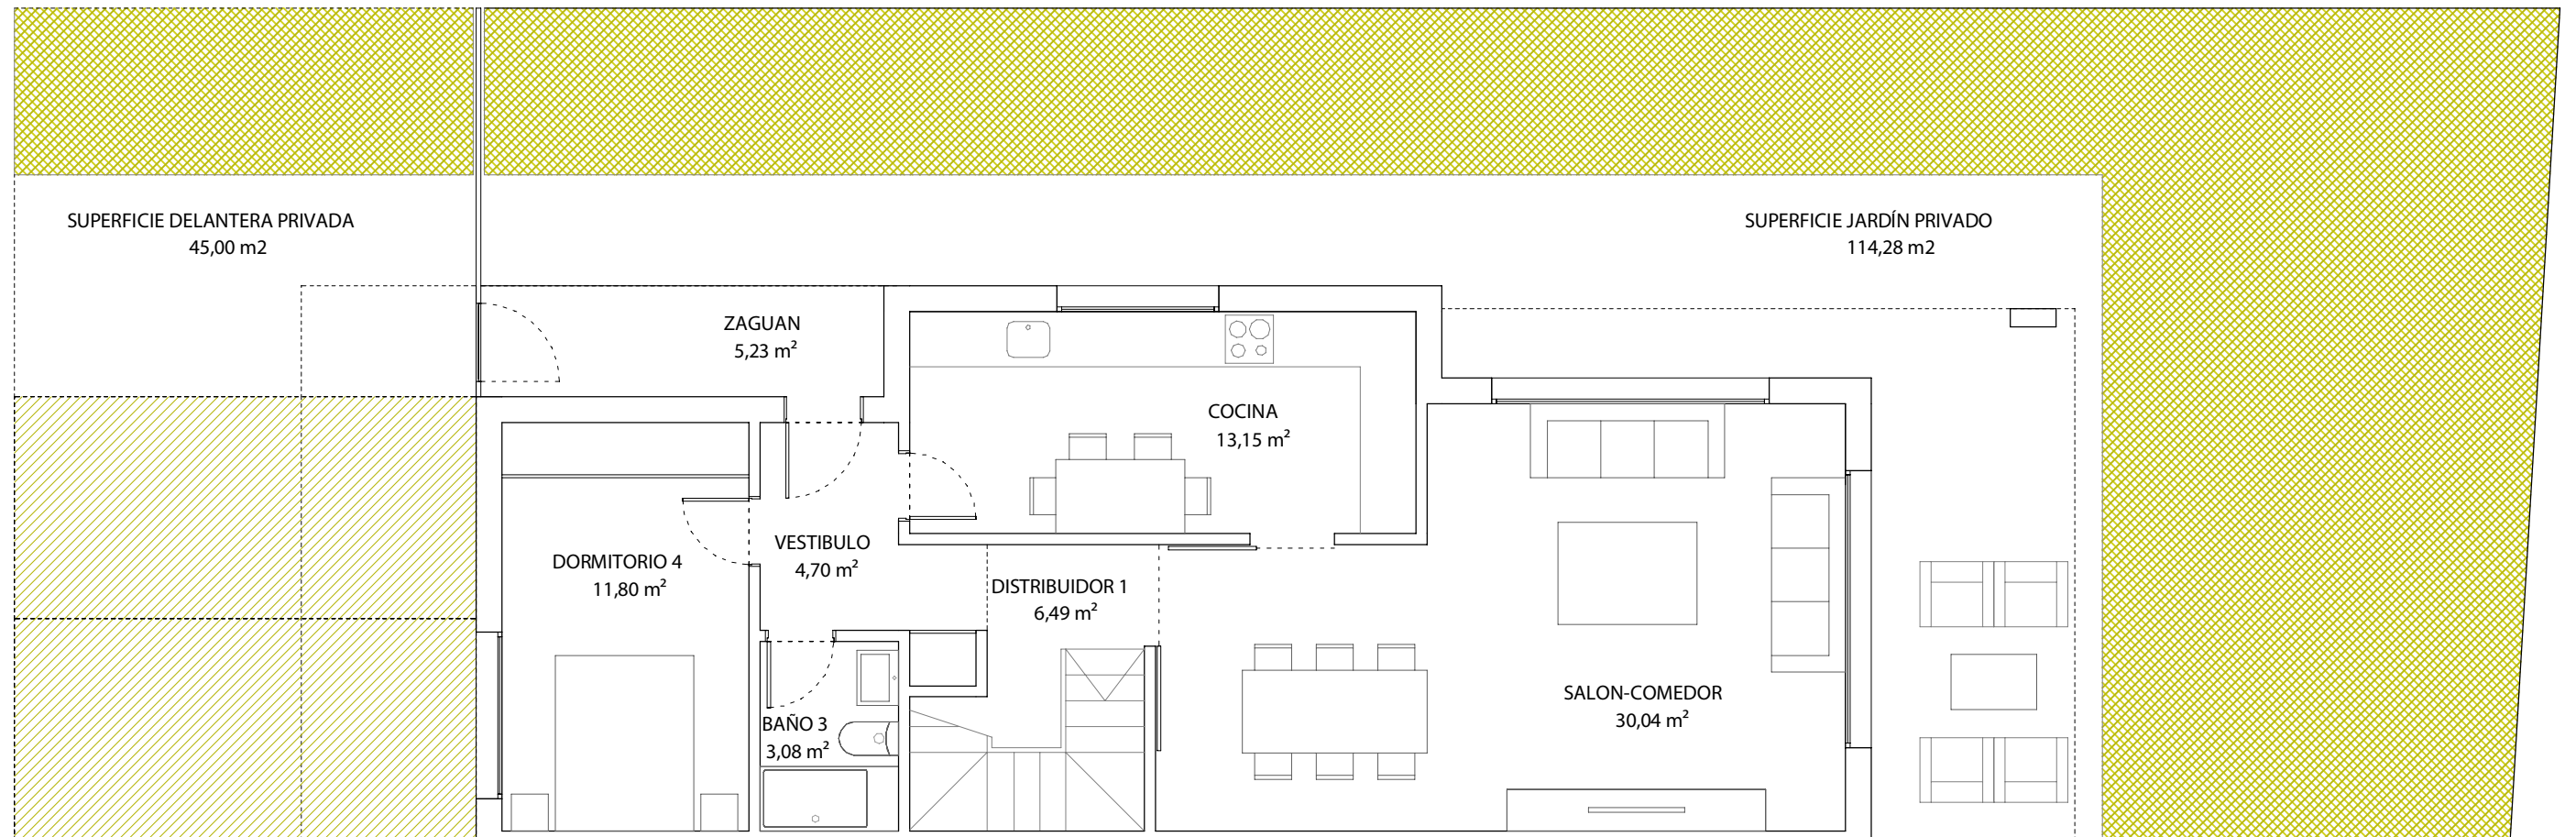 SUPERFICIE DELANTERA PRIVADA
45,00 m2
SUPERFICIE JARDÍN PRIVADO
114,28 m2
ZAGUAN
5,23 m²
COCINA
13,15 m²
VESTIBULO
4,70 m²
DORMITORIO 4
11,80 m²
DISTRIBUIDOR 1
6,49 m²
SALON-COMEDOR
30,04 m²
BAÑO 3
3,08 m²